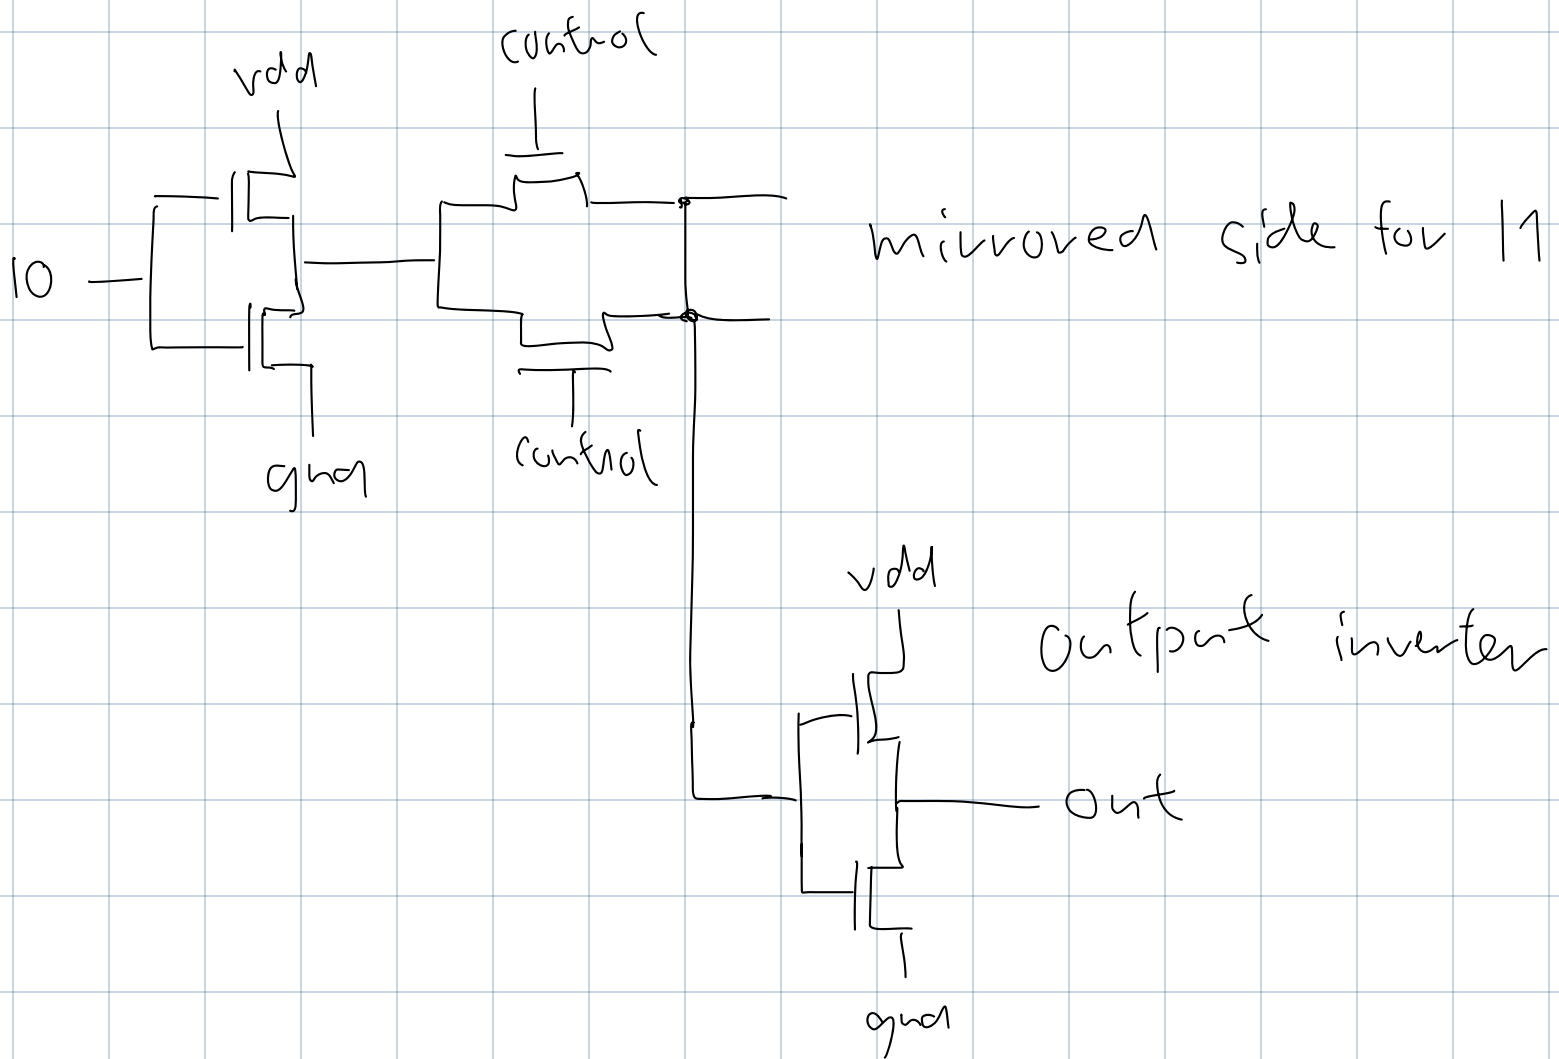 control
vdd
I0
mirrored side for I1
gnd
control
vdd
output inverter
out
gnd